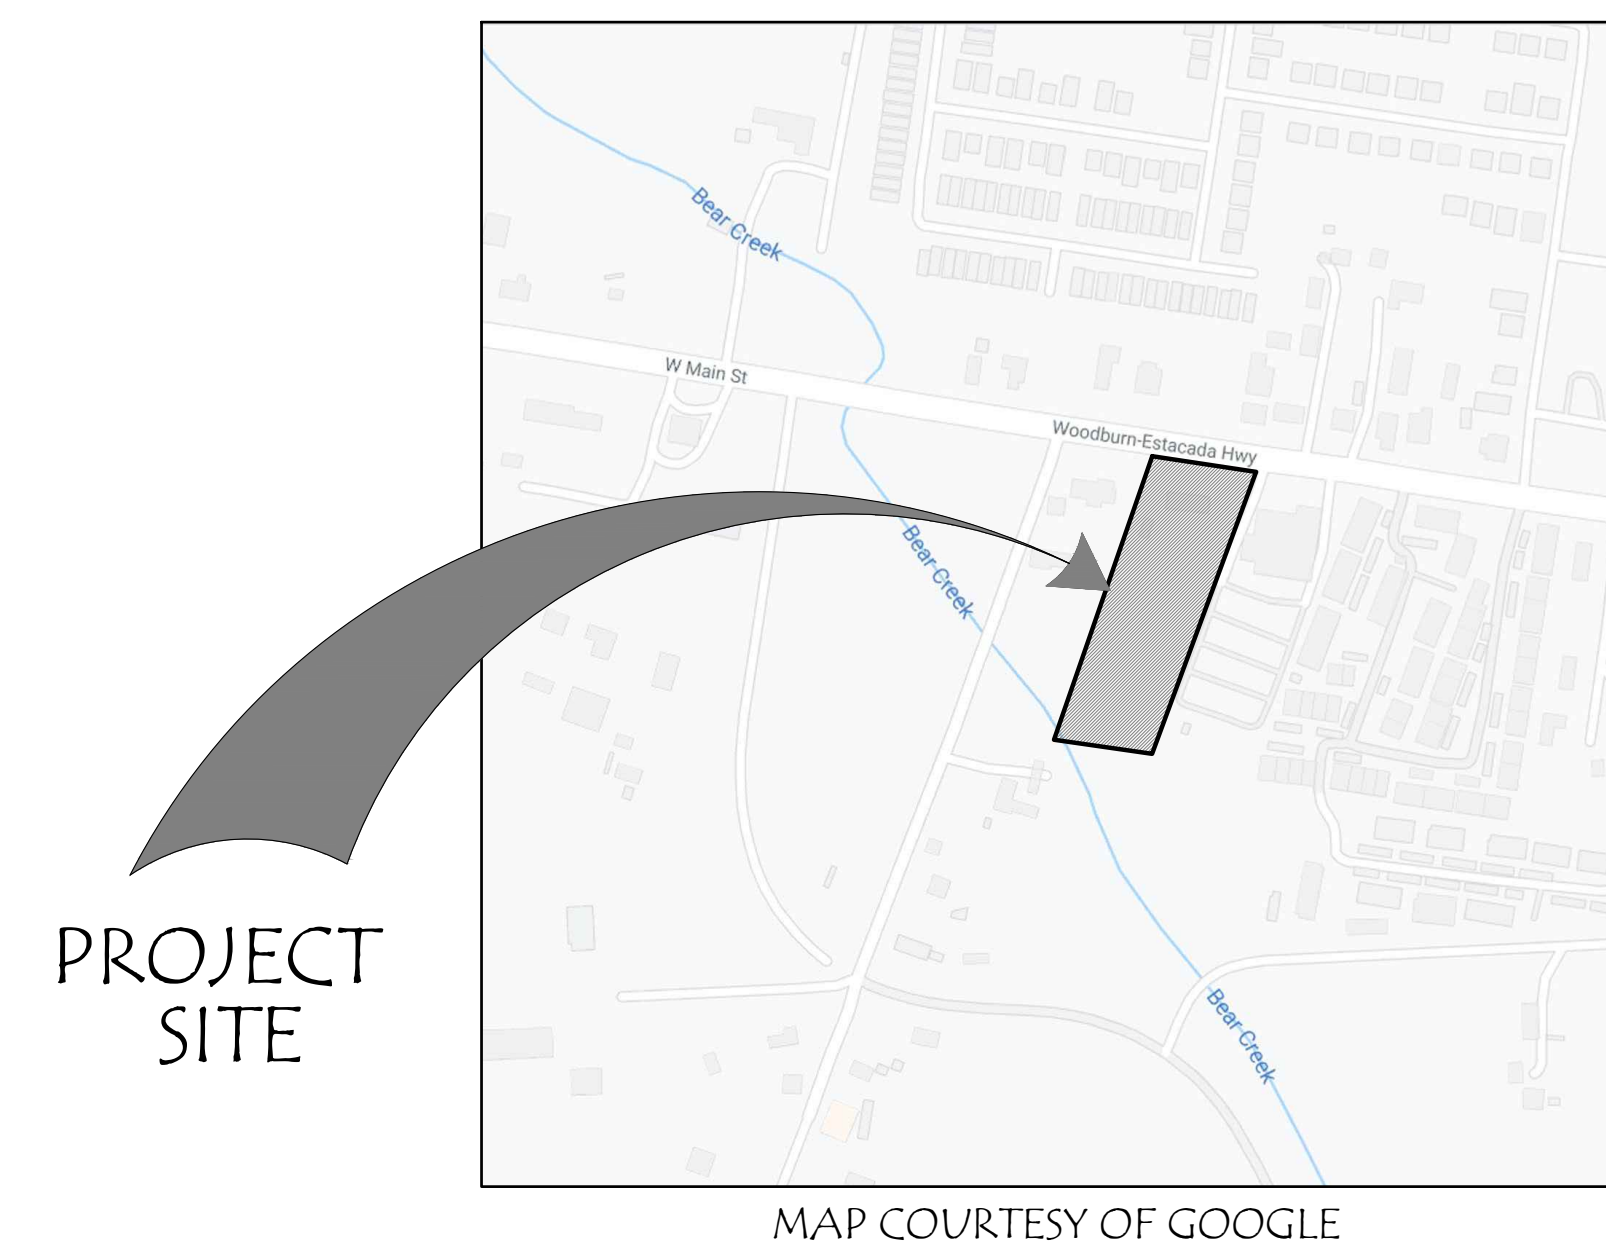 Bear Creek
W Main St
Woodburn-Estacada Hwy
Bear Creek
PROJECT
SITE
Bear Creek
MAP COURTESY OF GOOGLE